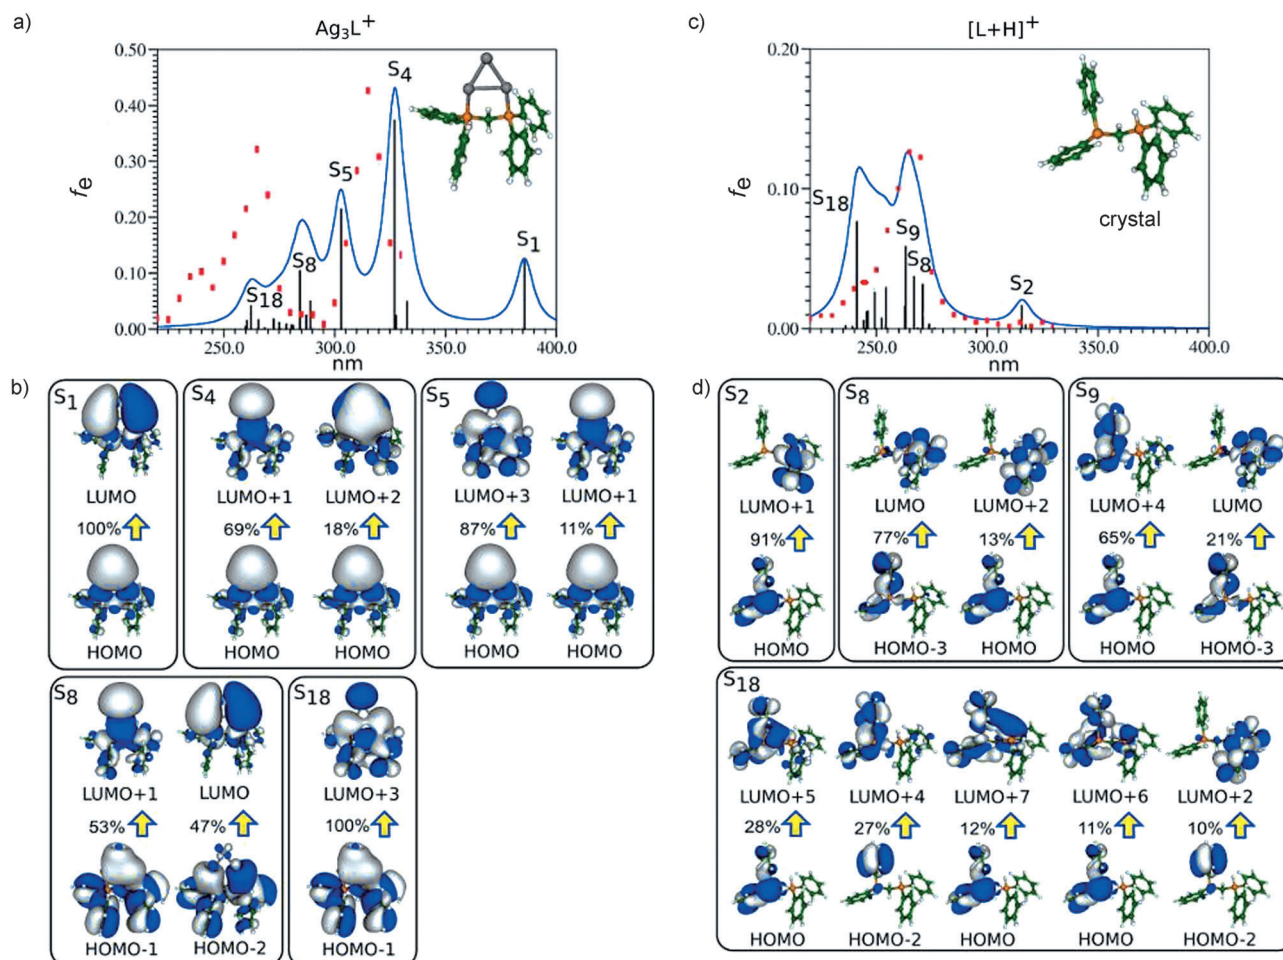 a)
Ag3L+
0.50
0.40
0.30
0.20
0.10
0.00
fe
S4
S5
S1
S8
S18
250.0
300.0
350.0
400.0
nm
c)
[L+H]+
0.20
0.10
0.00
fe
S18
S9
S8
S2
crystal
220.0
250.0
300.0
350.0
400.0
nm
b)
S1
LUMO
100%
HOMO
S4
LUMO+1 LUMO+2
69% 18%
HOMO HOMO
S5
LUMO+3 LUMO+1
87% 11%
HOMO HOMO
S8
LUMO+1 LUMO
53% 47%
HOMO-1 HOMO-2
S18
LUMO+3
100%
HOMO-1
d)
S2
LUMO+1
91%
HOMO
S8
LUMO LUMO+2
77% 13%
HOMO-3 HOMO
S9
LUMO+4 LUMO
65% 21%
HOMO HOMO-3
S18
LUMO+5 LUMO+4 LUMO+7 LUMO+6 LUMO+2
28% 27% 12% 11% 10%
HOMO HOMO-2 HOMO HOMO HOMO-2